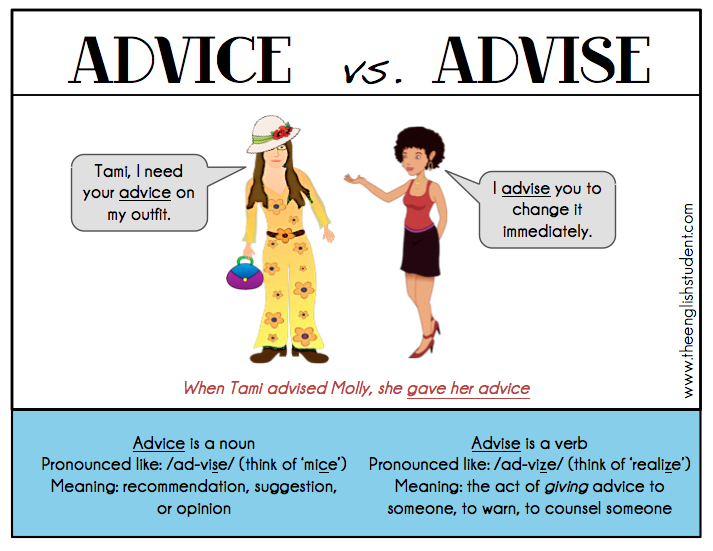 ADVICE vs. ADVISE
Tami, I need
your advice on
my outfit.
I advise you to
change it
immediately.
www.theenglishstudent.com
When Tami advised Molly, she gave her advice
Advice is a noun
Pronounced like: /ad-vise/ (think of ‘mice’)
Meaning: recommendation, suggestion,
or opinion
Advise is a verb
Pronounced like: /ad-vize/ (think of ‘realize’)
Meaning: the act of giving advice to
someone, to warn, to counsel someone